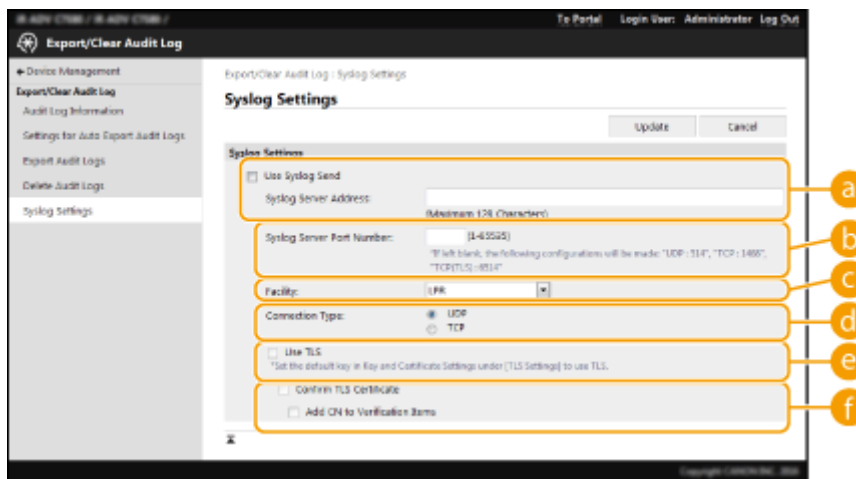 To Portal Login User: Administrator Log Out
Export/Clear Audit Log
Device Management
Export/Clear Audit Log
Audit Log Information
Settings for Auto Export Audit Logs
Export Audit Logs
Delete Audit Logs
Syslog Settings
Export/Clear Audit Log : Syslog Settings
Syslog Settings
Update Cancel
Syslog Settings
Use Syslog Send
Syslog Server Address:
(Maximum 128 Characters)
a
Syslog Server Port Number: (1-65535)
"If left blank, the following configurations will be made: "UDP : 514", "TCP : 1468",
"TCP(TLS) : 6514"
b
Facility: LPR
c
Connection Type: UDP
TCP
d
Use TLS
*Set the default key in Key and Certificate Settings under [TLS Settings] to use TLS.
e
Confirm TLS Certificate
Add CN to Verification Items
f
Copyright CANON INC. 2016